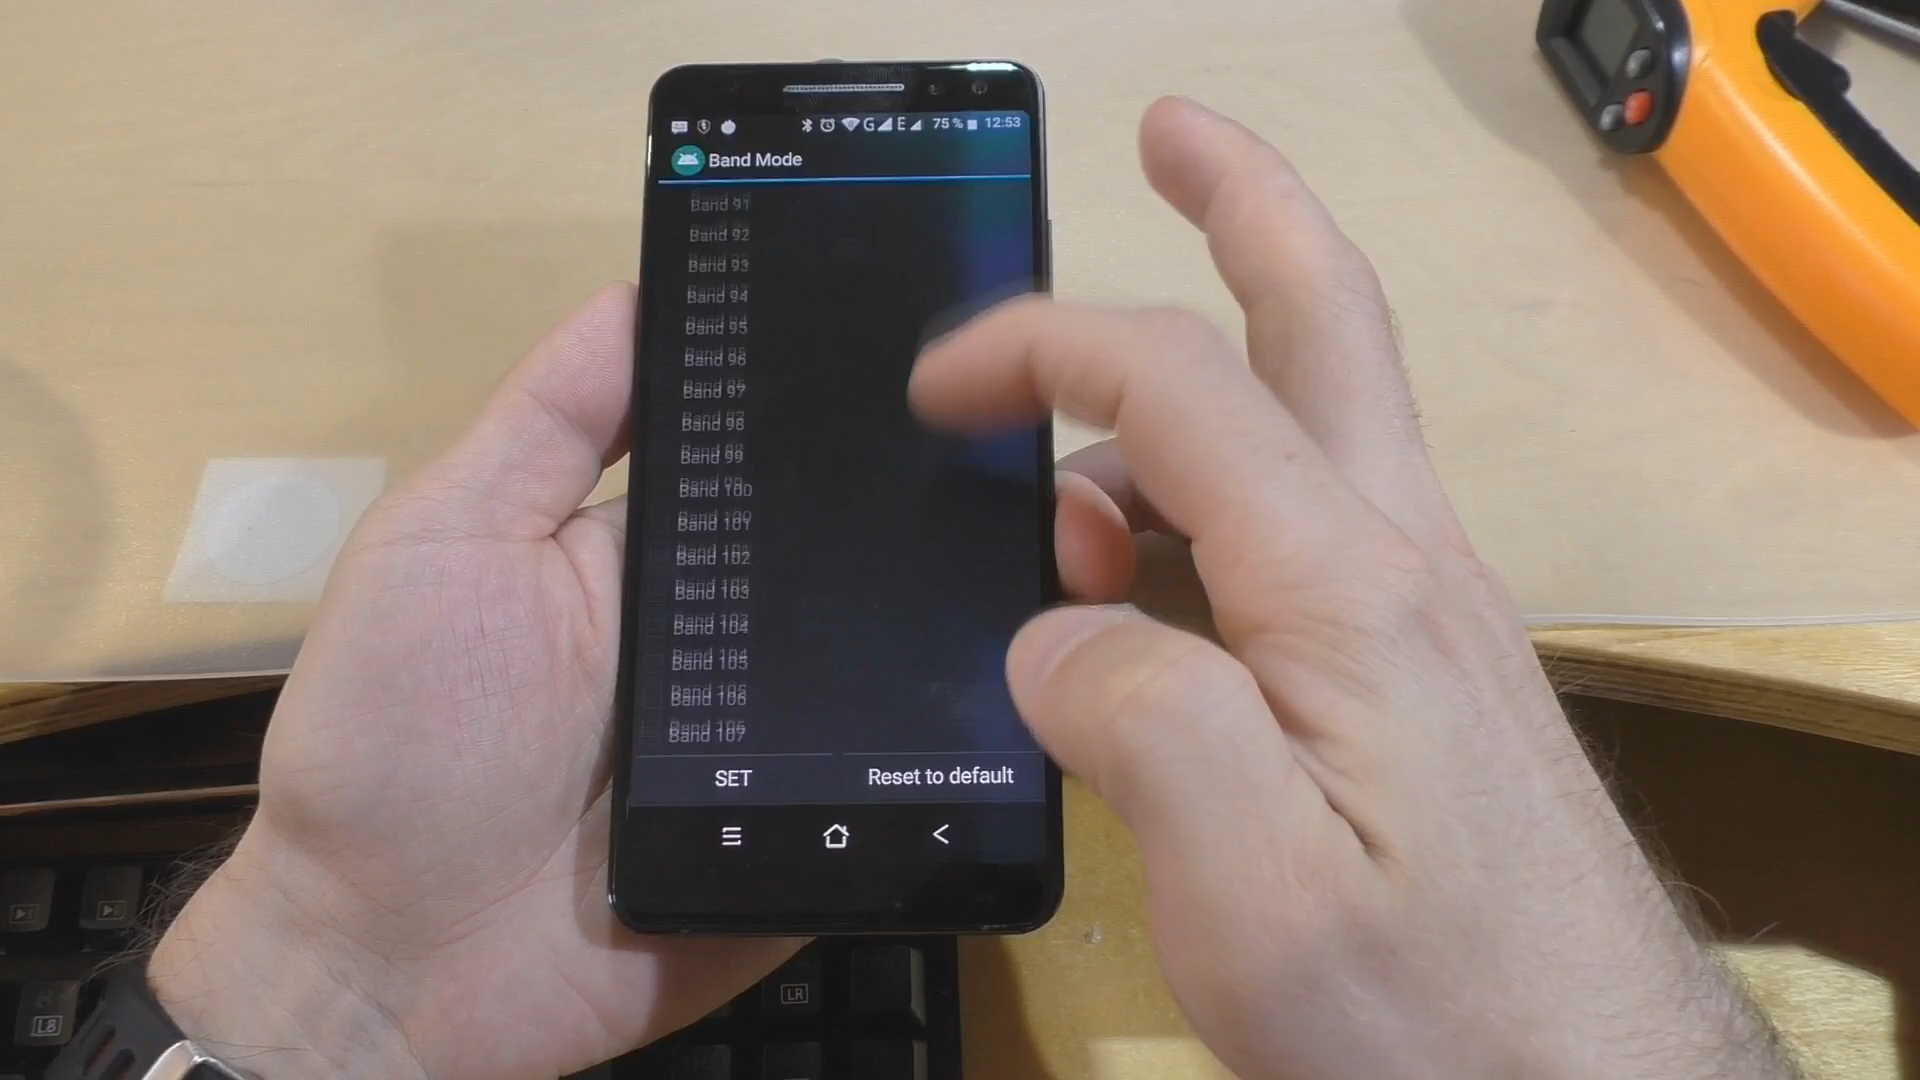 G E 75 % 12:53
Band Mode
Band 91
Band 92
Band 93
Band 94
Band 95
Band 96
Band 97
Band 98
Band 99
Band 100
Band 101
Band 102
Band 103
Band 104
Band 105
Band 106
Band 107
SET Reset to default
LR
L8